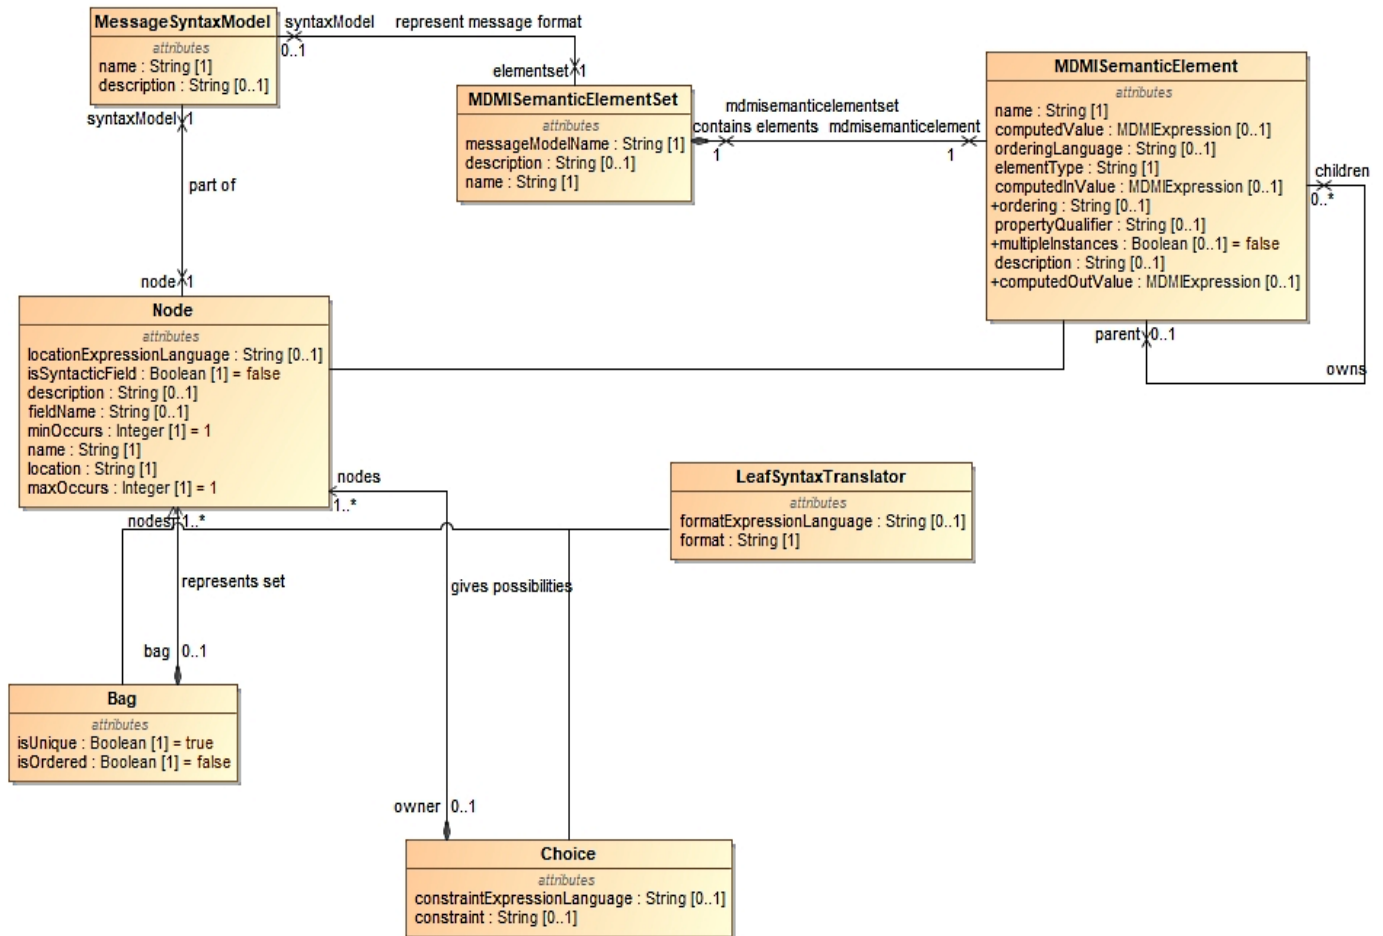 MessageSyntaxModel
attributes
name : String [1]
description : String [0..1]
syntaxModel
0..1
represent message format
elementset
1
MDMISemanticElementSet
attributes
messageModelName : String [1]
description : String [0..1]
name : String [1]
mdmisemanticelementset
contains elements
mdmisemanticelement
1
1
MDMISemanticElement
attributes
name : String [1]
computedValue : MDMIExpression [0..1]
orderingLanguage : String [0..1]
elementType : String [1]
computedInValue : MDMIExpression [0..1]
+ordering : String [0..1]
propertyQualifier : String [0..1]
+multipleInstances : Boolean [0..1] = false
description : String [0..1]
+computedOutValue : MDMIExpression [0..1]
children
0..*
parent
0..1
owns
syntaxModel
1
part of
node
1
Node
attributes
locationExpressionLanguage : String [0..1]
isSyntacticField : Boolean [1] = false
description : String [0..1]
fieldName : String [0..1]
minOccurs : Integer [1] = 1
name : String [1]
location : String [1]
maxOccurs : Integer [1] = 1
nodes
1..*
nodes
1..*
LeafSyntaxTranslator
attributes
formatExpressionLanguage : String [0..1]
format : String [1]
represents set
gives possibilities
bag
0..1
Bag
attributes
isUnique : Boolean [1] = true
isOrdered : Boolean [1] = false
owner
0..1
Choice
attributes
constraintExpressionLanguage : String [0..1]
constraint : String [0..1]